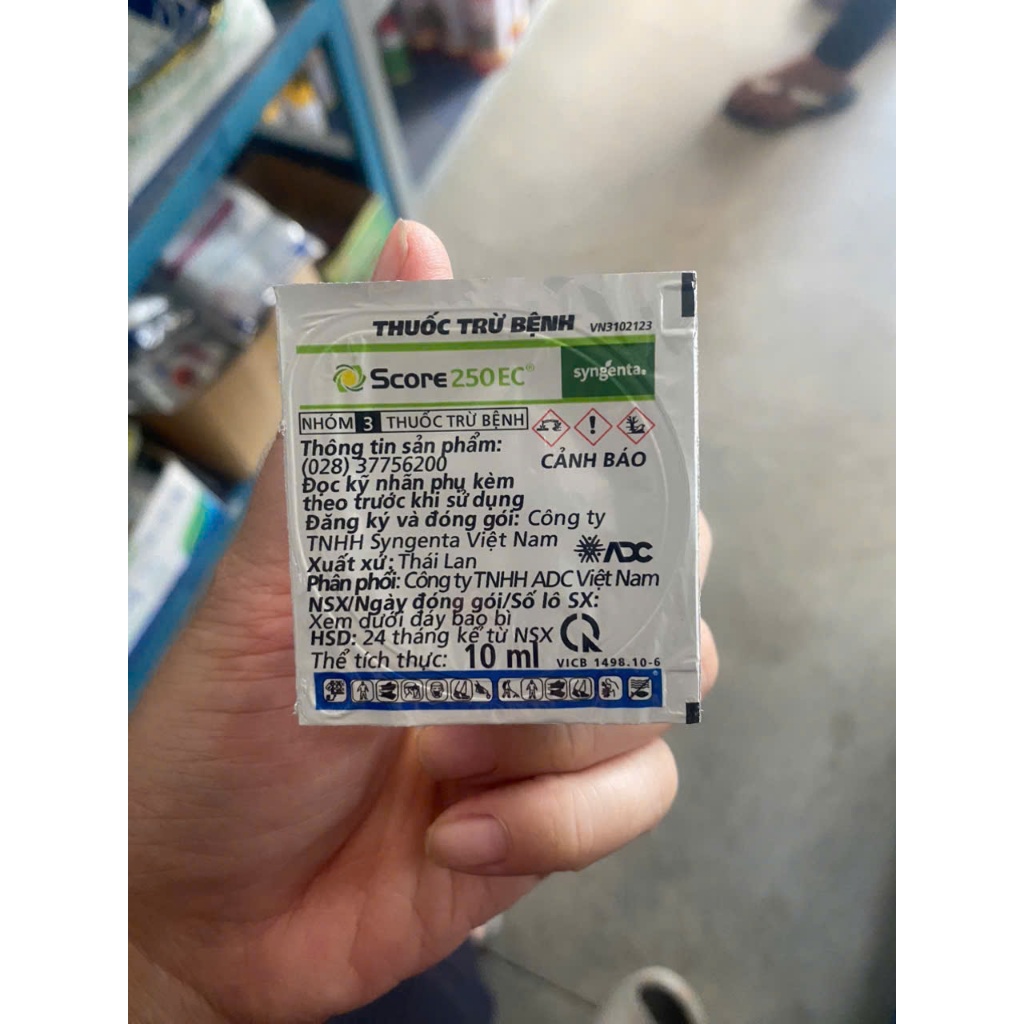 THUỐC TRỪ BỆNH VN3102123
Score 250 EC® syngenta.
NHÓM 3 THUỐC TRỪ BỆNH
Thông tin sản phẩm:
(028) 37756200
CẢNH BÁO
Đọc kỹ nhãn phụ kèm
theo trước khi sử dụng
Đăng ký và đóng gói: Công ty
TNHH Syngenta Việt Nam
ADC
Xuất xứ: Thái Lan
Phân phối: Công ty TNHH ADC Việt Nam
NSX/Ngày đóng gói/Số lô SX:
Xem dưới đáy bao bì
HSD: 24 tháng kể từ NSX
Thể tích thực: 10 ml VICB 1498.10-6